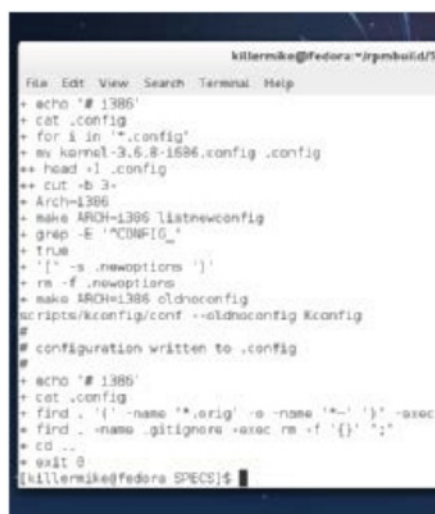 killermike@fedora:~/rpmbuild/S
File Edit View Search Terminal Help
+ echo '# i386'
+ cat .config
+ for i in '*.config'
+ mv kernel-3.6.8-i686.config .config
++ head -1 .config
++ cut -b 3-
+ Arch=i386
+ make ARCH=i386 listnewconfig
+ grep -E '^CONFIG_'
+ true
+ '[' -s .newoptions ']'
+ rm -f .newoptions
+ make ARCH=i386 oldnoconfig
scripts/kconfig/conf --oldnoconfig Kconfig
#
# configuration written to .config
#
+ echo '# i386'
+ cat .config
+ find . '(' -name '*.orig' -o -name '*~' ')' -exec
+ find . -name .gitignore -exec rm -f '{}' ';'
+ cd ..
+ exit 0
[killermike@fedora SPECS]$